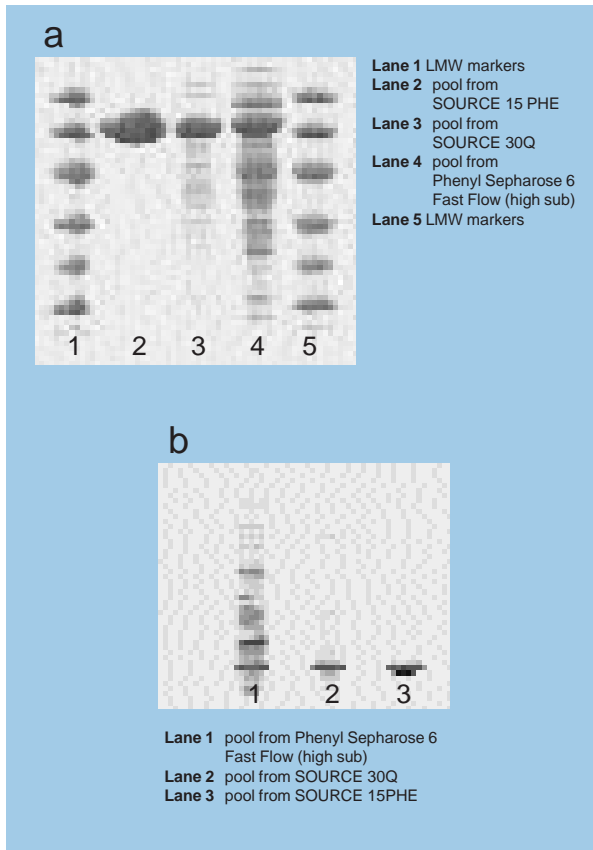 a
Lane 1 LMW markers
Lane 2 pool from
SOURCE 15 PHE
Lane 3 pool from
SOURCE 30Q
Lane 4 pool from
Phenyl Sepharose 6
Fast Flow (high sub)
Lane 5 LMW markers
1 2 3 4 5
b
1 2 3
Lane 1 pool from Phenyl Sepharose 6
Fast Flow (high sub)
Lane 2 pool from SOURCE 30Q
Lane 3 pool from SOURCE 15PHE